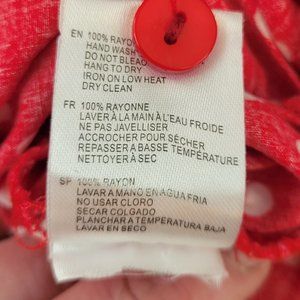 EN 100% RAYON
HAND WASH
DO NOT BLEAC
HANG TO DRY
IRON ON LOW HEAT
DRY CLEAN
FR 100% RAYONNE
LAVER À LA MAIN À L'EAU FROIDE
NE PAS JAVELLISER
ACCROCHER POUR SÉCHER
REPASSER A BASSE TEMPÉRATURE
NETTOYER À SEC
SP 100% RAYON
LAVAR A MANO EN AGUA FRIA
NO USAR CLORO
SECAR COLGADO
PLANCHAR A TEMPERATURA BAJA
LAVAR EN SECO